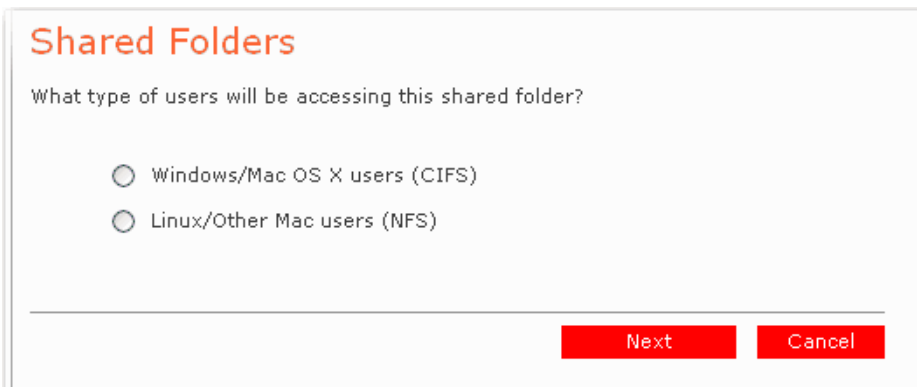 Shared Folders
What type of users will be accessing this shared folder?
Windows/Mac OS X users (CIFS)
Linux/Other Mac users (NFS)
Next Cancel